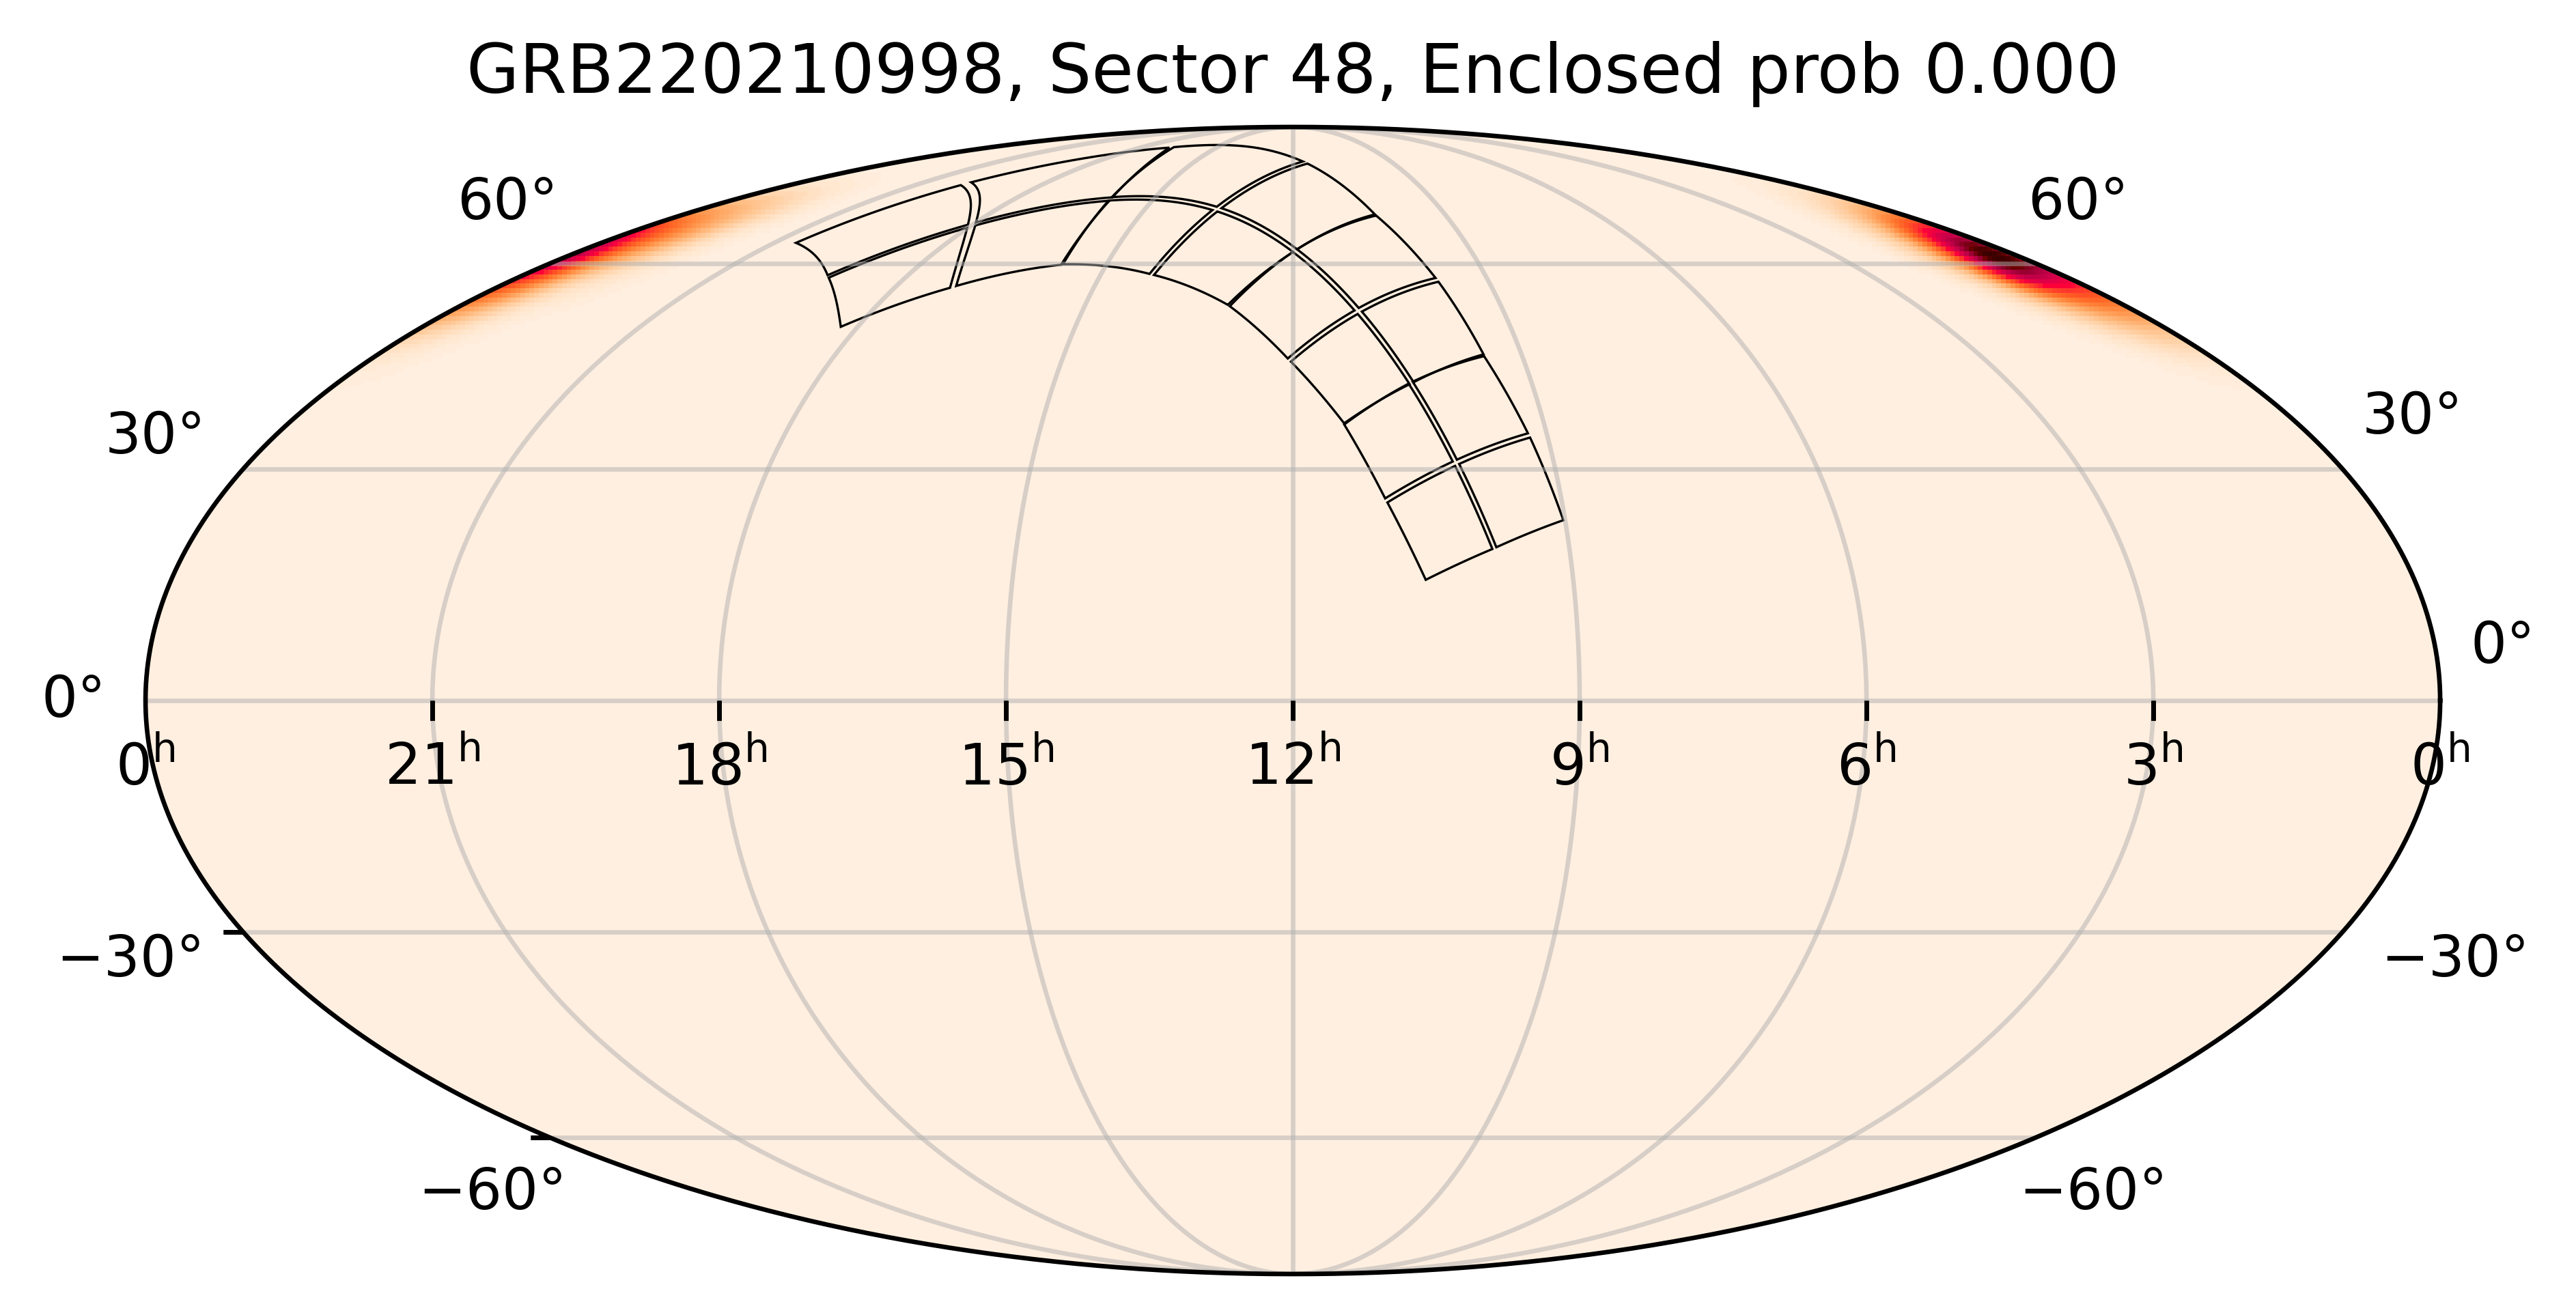 GRB220210998, Sector 48, Enclosed prob 0.000
60° 60°
30° 30°
0° 0°
0h 21h 18h 15h 12h 9h 6h 3h 0h
−30° −30°
−60° −60°